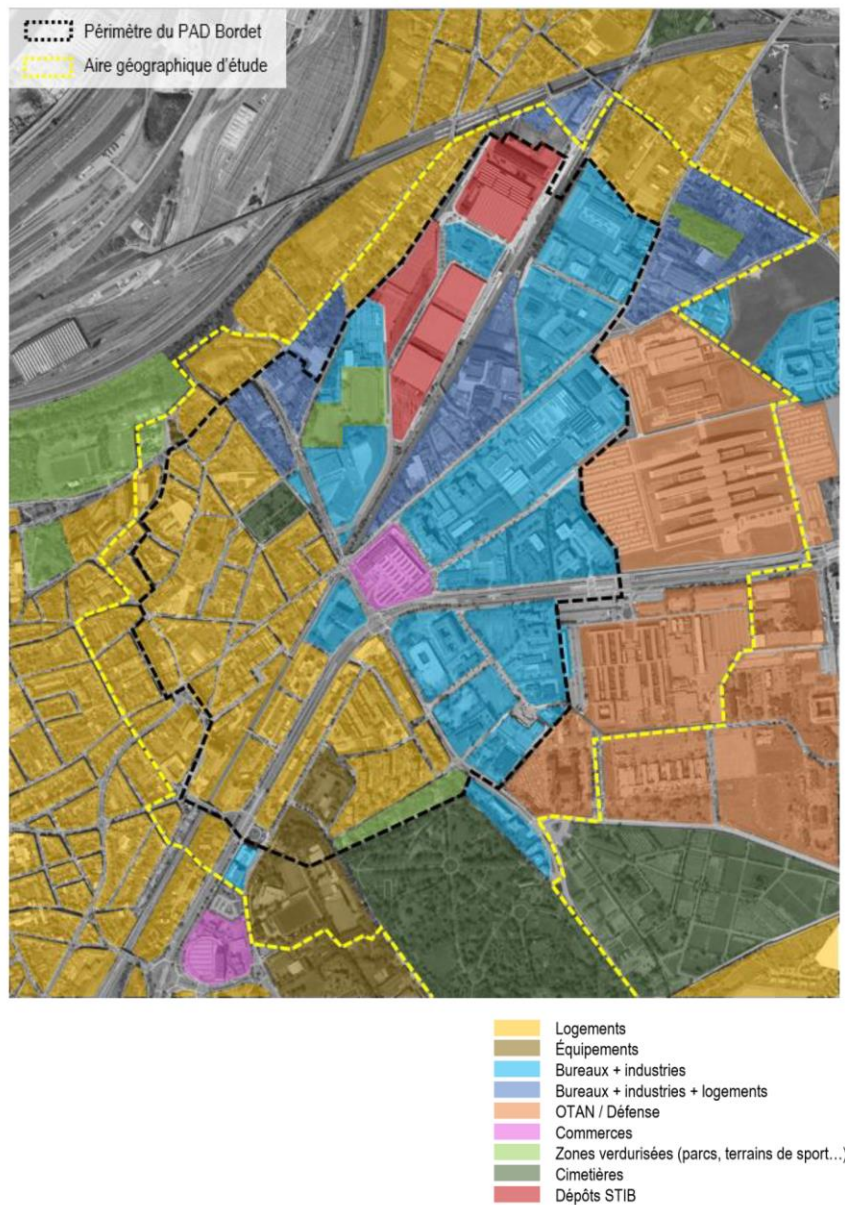 Périmètre du PAD Bordet
Aire géographique d'étude
Logements
Équipements
Bureaux + industries
Bureaux + industries + logements
OTAN / Défense
Commerces
Zones verdurisées (parcs, terrains de sport…)
Cimetières
Dépôts STIB